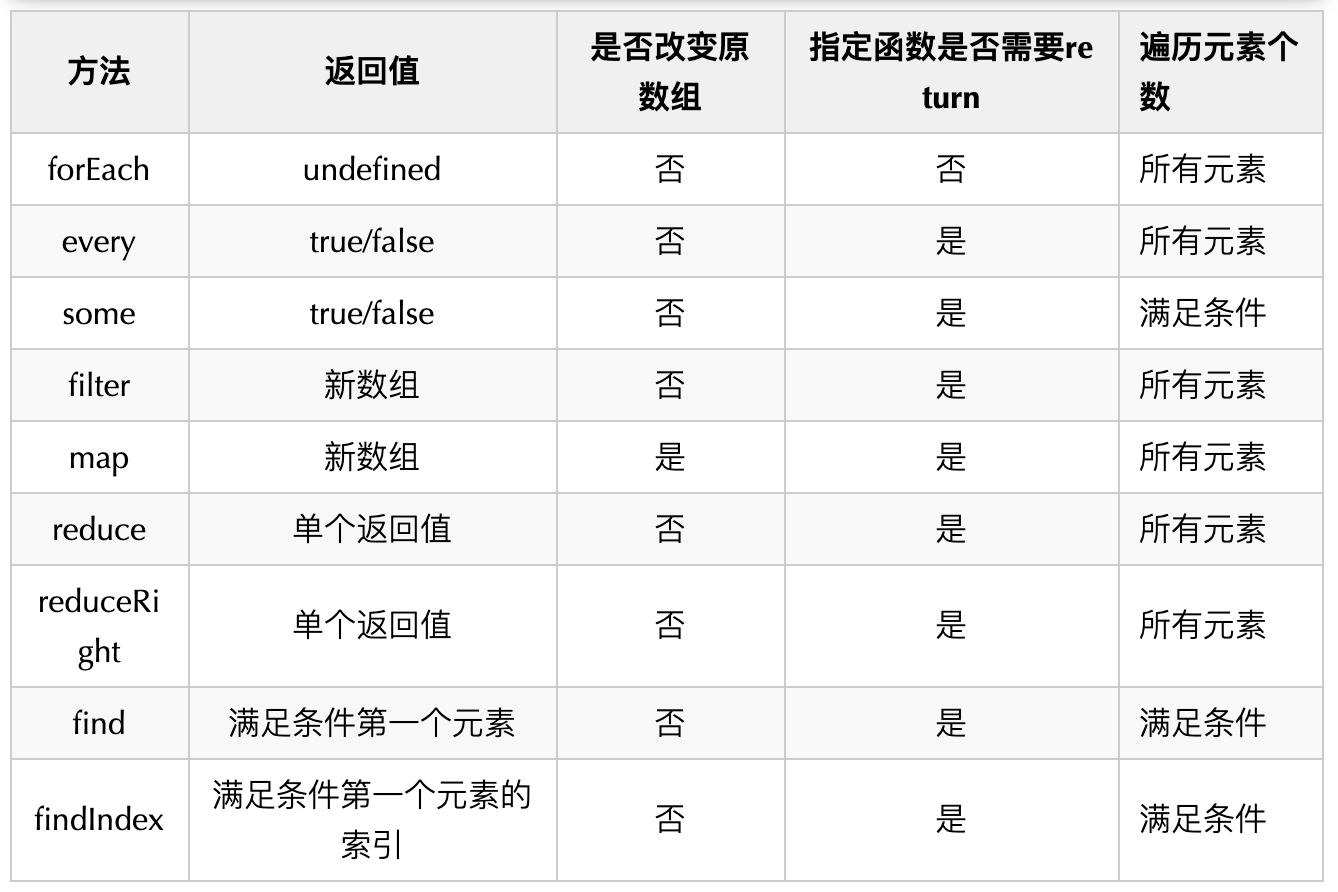 方法 返回值 是否改变原数组 指定函数是否需要return 遍历元素个数
forEach undefined 否 否 所有元素
every true/false 否 是 所有元素
some true/false 否 是 满足条件
filter 新数组 否 是 所有元素
map 新数组 是 是 所有元素
reduce 单个返回值 否 是 所有元素
reduceRight 单个返回值 否 是 所有元素
find 满足条件第一个元素 否 是 满足条件
findIndex 满足条件第一个元素的索引 否 是 满足条件